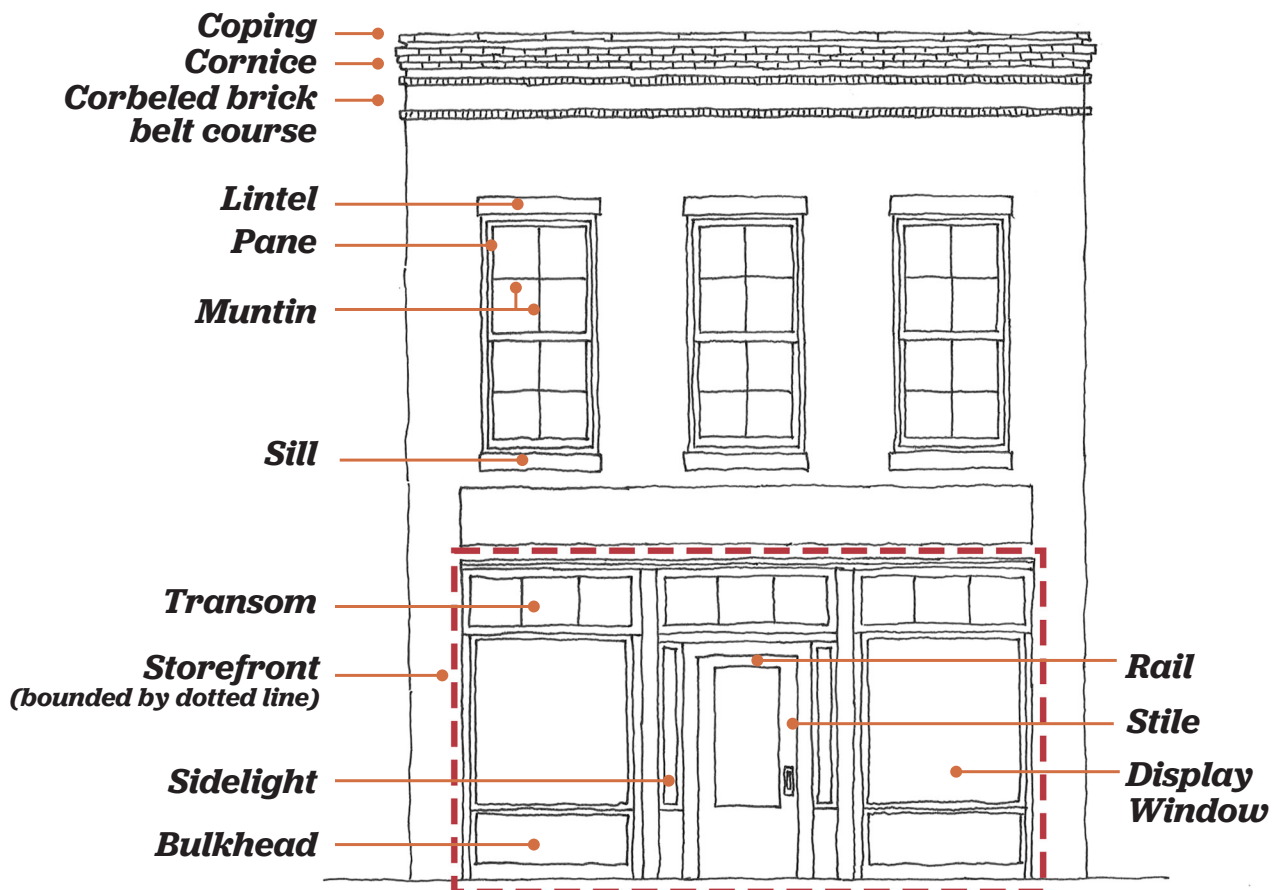 Coping
Cornice
Corbeled brick
belt course
Lintel
Pane
Muntin
Sill
Transom
Storefront
(bounded by dotted line)
Sidelight
Bulkhead
Rail
Stile
Display
Window